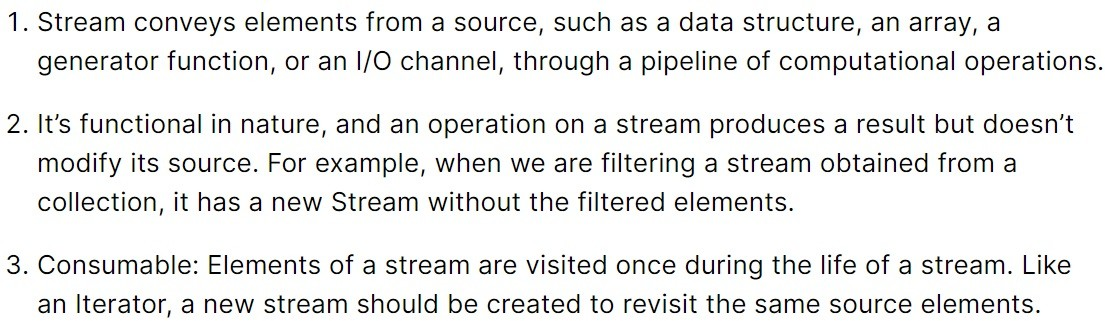 1. Stream conveys elements from a source, such as a data structure, an array, a
generator function, or an I/O channel, through a pipeline of computational operations.
2. It’s functional in nature, and an operation on a stream produces a result but doesn’t
modify its source. For example, when we are filtering a stream obtained from a
collection, it has a new Stream without the filtered elements.
3. Consumable: Elements of a stream are visited once during the life of a stream. Like
an Iterator, a new stream should be created to revisit the same source elements.